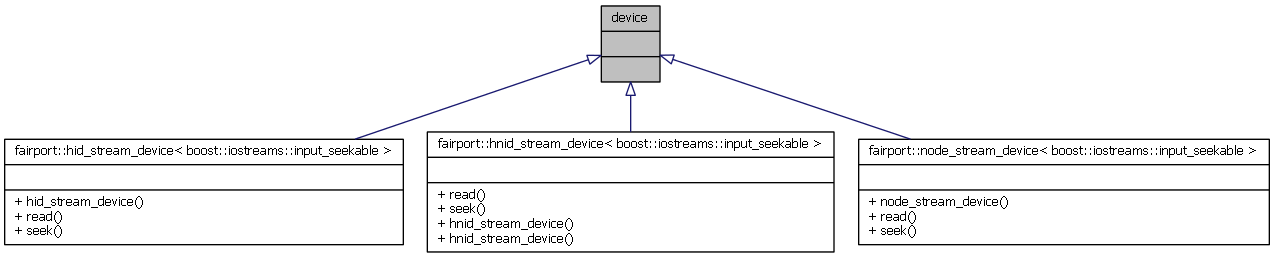 device
fairport::hid_stream_device< boost::iostreams::input_seekable >
+ hid_stream_device()
+ read()
+ seek()
fairport::hnid_stream_device< boost::iostreams::input_seekable >
+ read()
+ seek()
+ hnid_stream_device()
+ hnid_stream_device()
fairport::node_stream_device< boost::iostreams::input_seekable >
+ node_stream_device()
+ read()
+ seek()